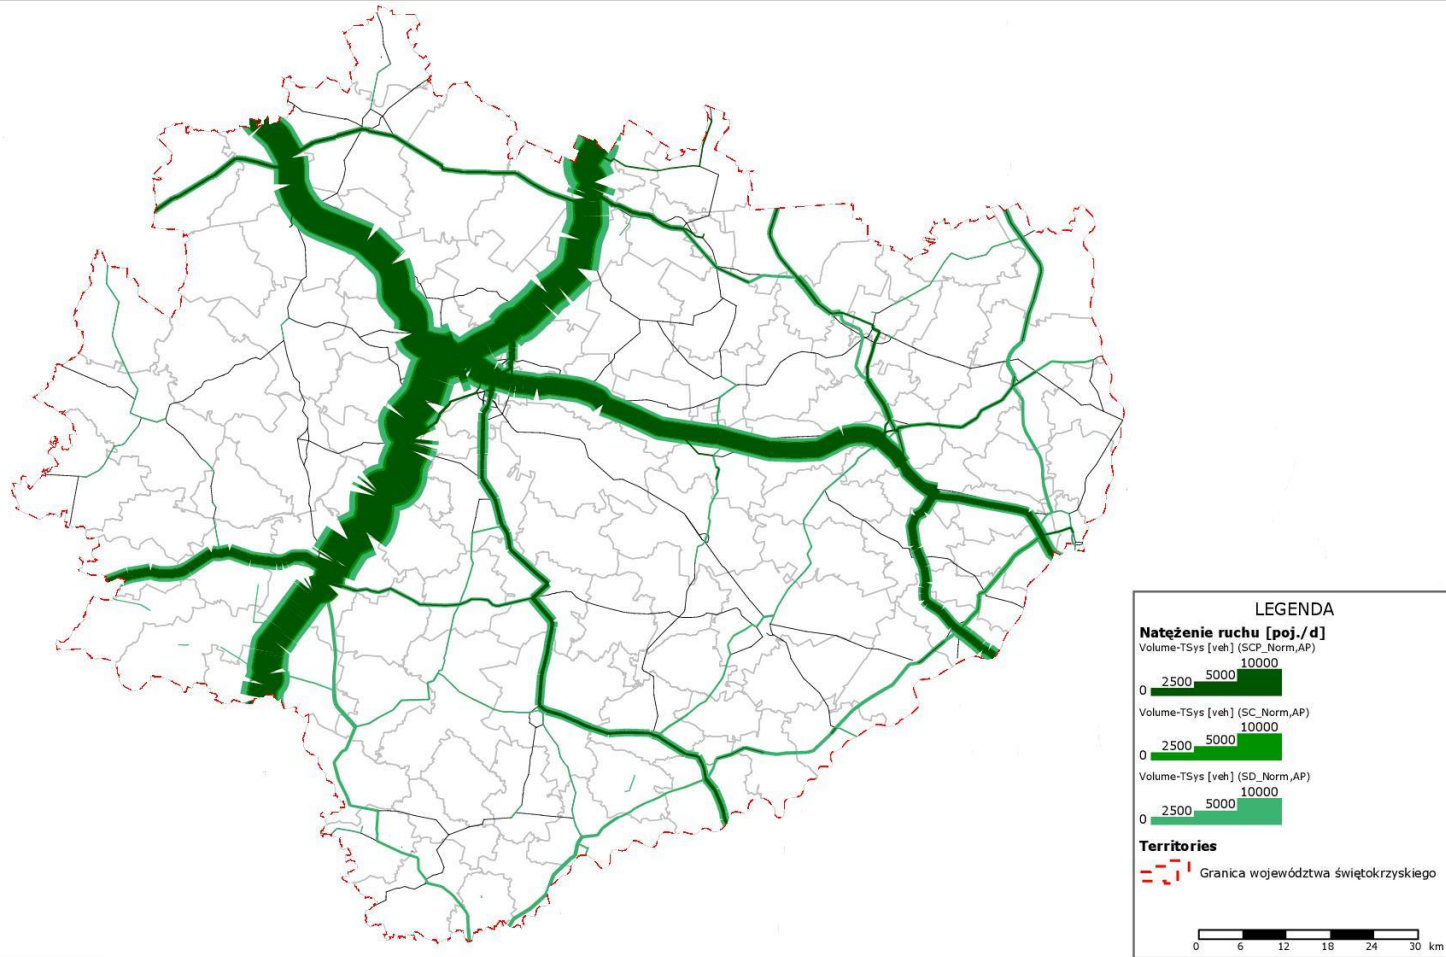 LEGENDA
Natężenie ruchu [poj./d]
Volume-TSys [veh] (SCP_Norm,AP)
0 2500 5000 10000
Volume-TSys [veh] (SC_Norm,AP)
0 2500 5000 10000
Volume-TSys [veh] (SD_Norm,AP)
0 2500 5000 10000
Territories
Granica województwa świętokrzyskiego
0 6 12 18 24 30 km